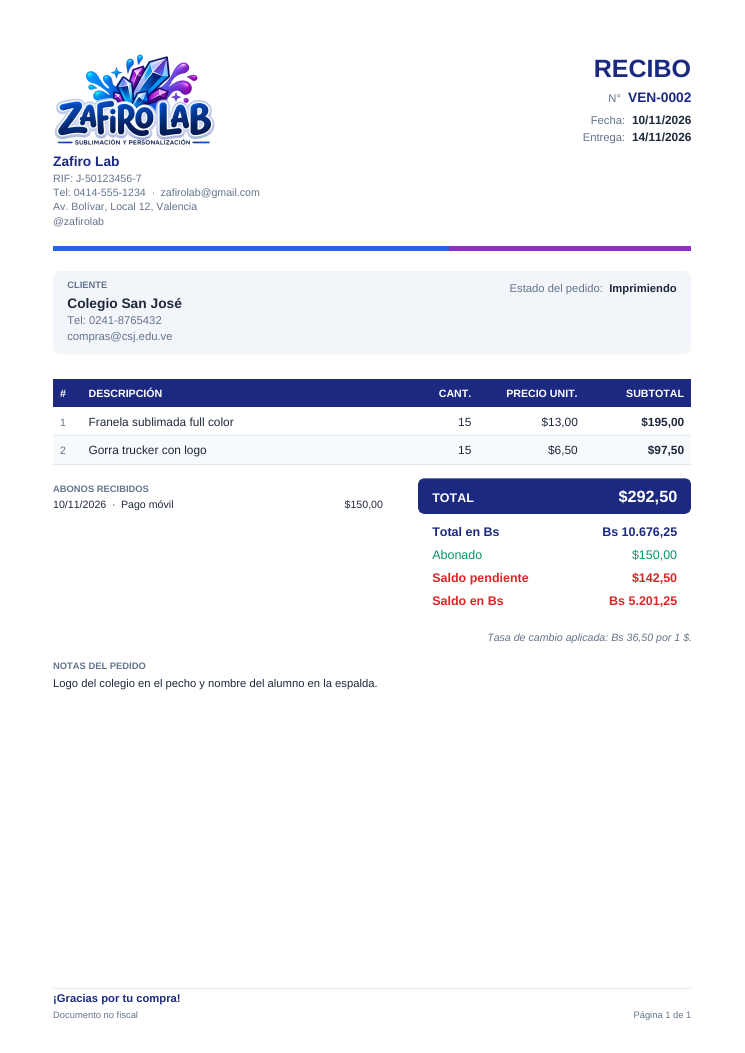 ZAFIRO LAB
SUBLIMACIÓN Y PERSONALIZACIÓN
RECIBO
N° VEN-0002
Fecha: 10/11/2026
Entrega: 14/11/2026
Zafiro Lab
RIF: J-50123456-7
Tel: 0414-555-1234 · zafirolab@gmail.com
Av. Bolívar, Local 12, Valencia
@zafirolab
CLIENTE
Estado del pedido: Imprimiendo
Colegio San José
Tel: 0241-8765432
compras@csj.edu.ve
# DESCRIPCIÓN CANT. PRECIO UNIT. SUBTOTAL
1 Franela sublimada full color 15 $13,00 $195,00
2 Gorra trucker con logo 15 $6,50 $97,50
ABONOS RECIBIDOS
10/11/2026 · Pago móvil $150,00
TOTAL $292,50
Total en Bs Bs 10.676,25
Abonado $150,00
Saldo pendiente $142,50
Saldo en Bs Bs 5.201,25
Tasa de cambio aplicada: Bs 36,50 por 1 $.
NOTAS DEL PEDIDO
Logo del colegio en el pecho y nombre del alumno en la espalda.
¡Gracias por tu compra!
Documento no fiscal Página 1 de 1